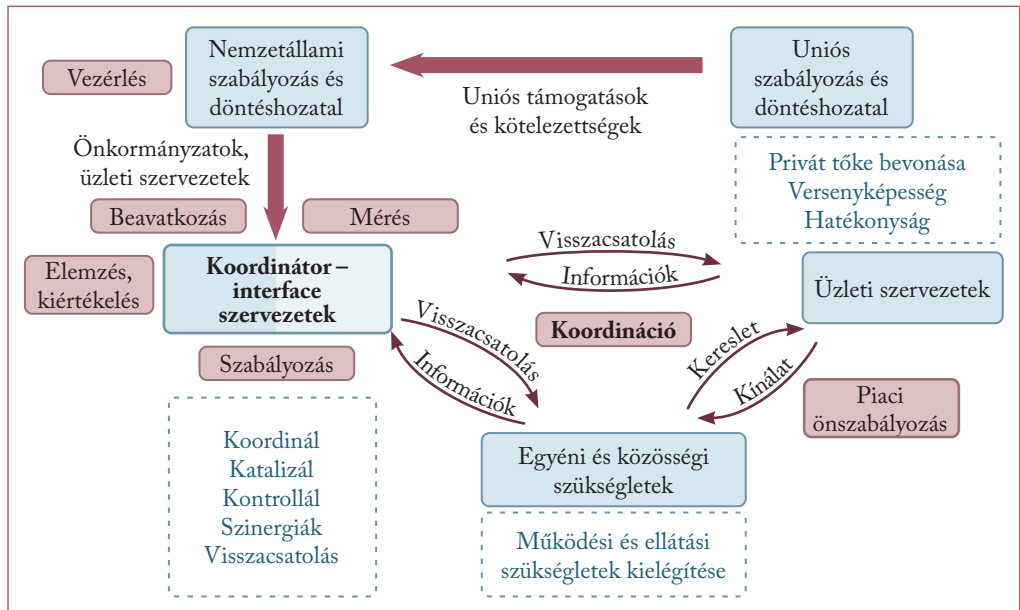 Vezérlés
Nemzetállami
szabályozás és
döntéshozatal
Uniós támogatások
és kötelezettségek
Uniós
szabályozás és
döntéshozatal
Önkormányzatok,
üzleti szervezetek
Privát tőke bevonása
Versenyképesség
Hatékonyság
Beavatkozás
Mérés
Elemzés,
kiértékelés
Koordinátor –
interface
szervezetek
Visszacsatolás
Információk
Üzleti szervezetek
Szabályozás
Visszacsatolás
Információk
Koordináció
Kereslet
Kínálat
Piaci
önszabályozás
Koordinál
Katalizál
Kontrollál
Szinergiák
Visszacsatolás
Egyéni és közösségi
szükségletek
Működési és ellátási
szükségletek kielégítése